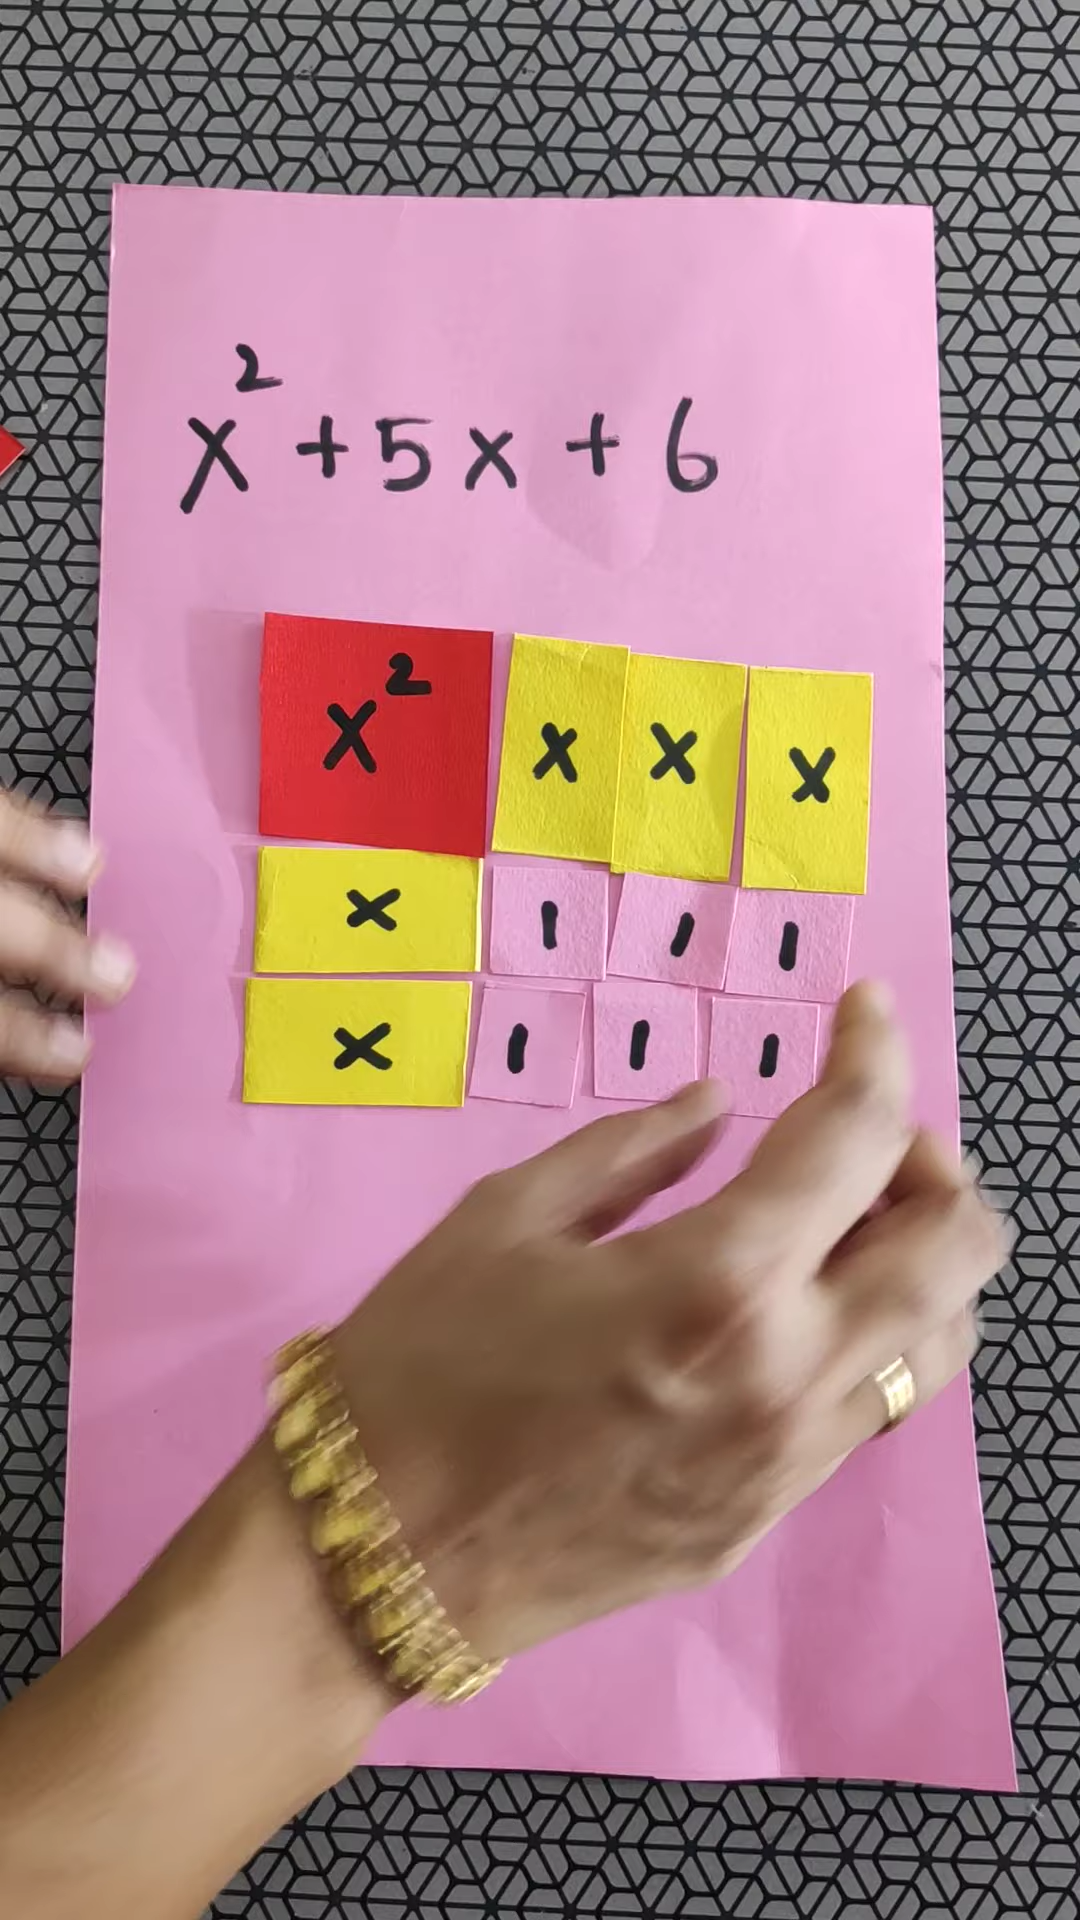 x² + 5x + 6
x² x x x
x 1 1 1
x 1 1 1